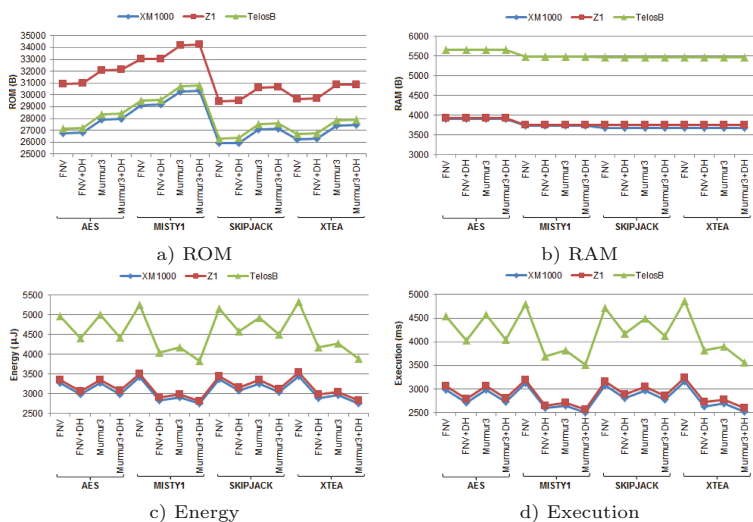 XM1000 Z1 TelosB
ROM (B)
35000
34000
33000
32000
31000
30000
29000
28000
27000
26000
25000
FNV FNV+DH Murmur3 Murmur3+DH FNV FNV+DH Murmur3 Murmur3+DH FNV FNV+DH Murmur3 Murmur3+DH FNV FNV+DH Murmur3 Murmur3+DH
AES MISTY1 SKIPJACK XTEA
a) ROM
XM1000 Z1 TelosB
RAM (B)
6000
5500
5000
4500
4000
3500
3000
FNV FNV+DH Murmur3 Murmur3+DH FNV FNV+DH Murmur3 Murmur3+DH FNV FNV+DH Murmur3 Murmur3+DH FNV FNV+DH Murmur3 Murmur3+DH
AES MISTY1 SKIPJACK XTEA
b) RAM
XM1000 Z1 TelosB
Energy (µJ)
5500
5000
4500
4000
3500
3000
2500
FNV FNV+DH Murmur3 Murmur3+DH FNV FNV+DH Murmur3 Murmur3+DH FNV FNV+DH Murmur3 Murmur3+DH FNV FNV+DH Murmur3 Murmur3+DH
AES MISTY1 SKIPJACK XTEA
c) Energy
XM1000 Z1 TelosB
Execution (ms)
5000
4500
4000
3500
3000
2500
FNV FNV+DH Murmur3 Murmur3+DH FNV FNV+DH Murmur3 Murmur3+DH FNV FNV+DH Murmur3 Murmur3+DH FNV FNV+DH Murmur3 Murmur3+DH
AES MISTY1 SKIPJACK XTEA
d) Execution